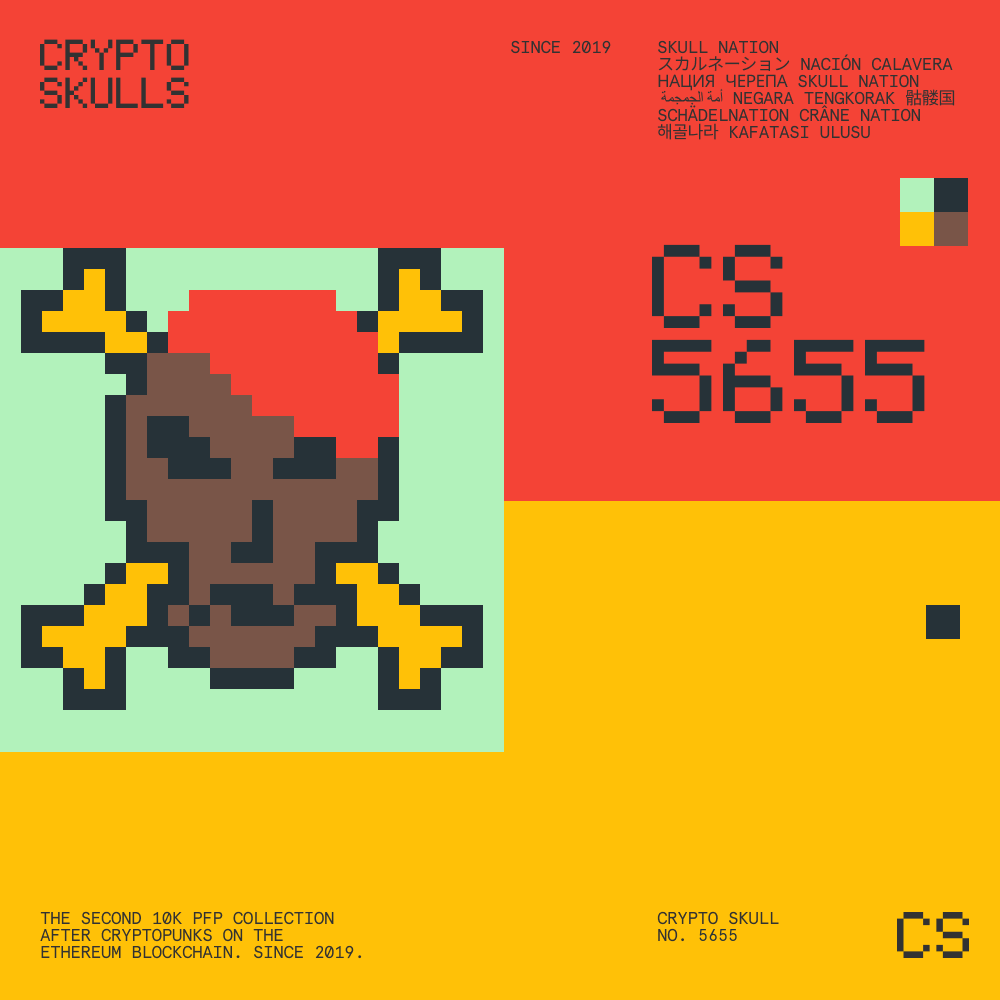 CRYPTO
SKULLS
SINCE 2019
SKULL NATION
スカルネーション NACIÓN CALAVERA
НАЦИЯ ЧЕРЕПА SKULL NATION
أمة الجمجمة NEGARA TENGKORAK 骷髅国
SCHÄDELNATION CRÂNE NATION
해골나라 KAFATASI ULUSU
CS
5655
THE SECOND 10K PFP COLLECTION
AFTER CRYPTOPUNKS ON THE
ETHEREUM BLOCKCHAIN. SINCE 2019.
CRYPTO SKULL
NO. 5655
CS